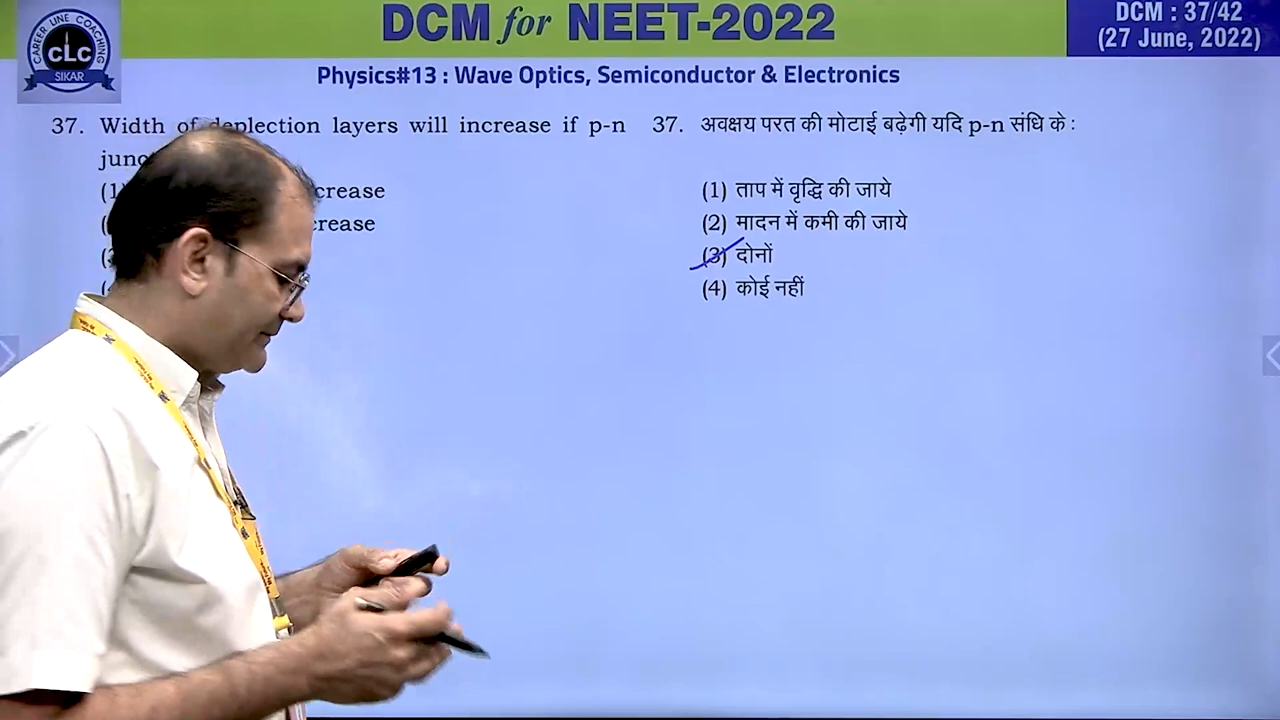 DCM for NEET-2022
DCM : 37/42
(27 June, 2022)
CAREER LINE COACHING
CLC
SIKAR
Physics#13 : Wave Optics, Semiconductor & Electronics
37. Width of deplection layers will increase if p-n
crease
crease
37. अवक्षय परत की मोटाई बढ़ेगी यदि p-n संधि के :
(1) ताप में वृद्धि की जाये
(2) मादन में कमी की जाये
(3) दोनों
(4) कोई नहीं